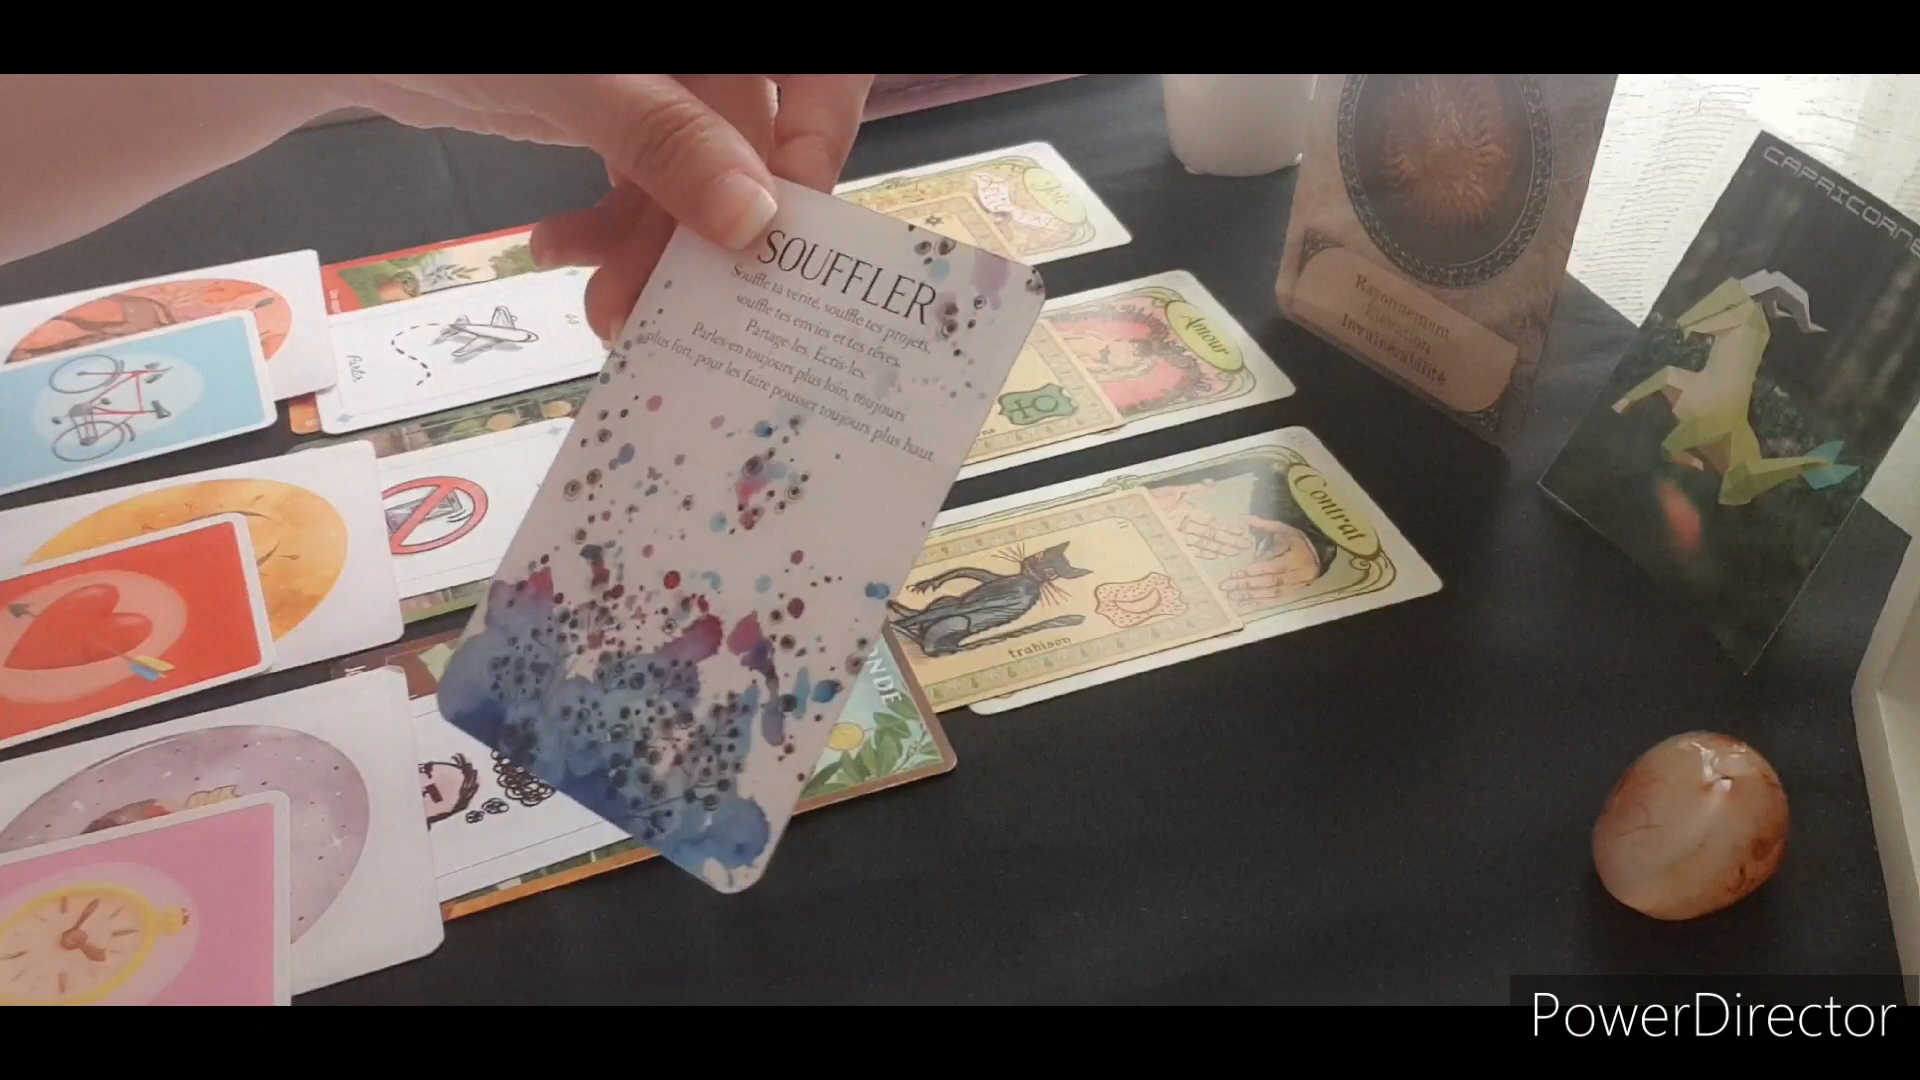 SOUFFLER
Souffle ta vérité, souffle tes projets,
souffle tes envies et tes rêves.
Partage-les. Écris-les.
Parles-en toujours plus loin, toujours
plus fort, pour les faire pousser toujours plus haut.
Partir
Amour
Contrat
trahison
Rayonnement
Élévation
Invulnérabilité
CAPRICORNE
PowerDirector